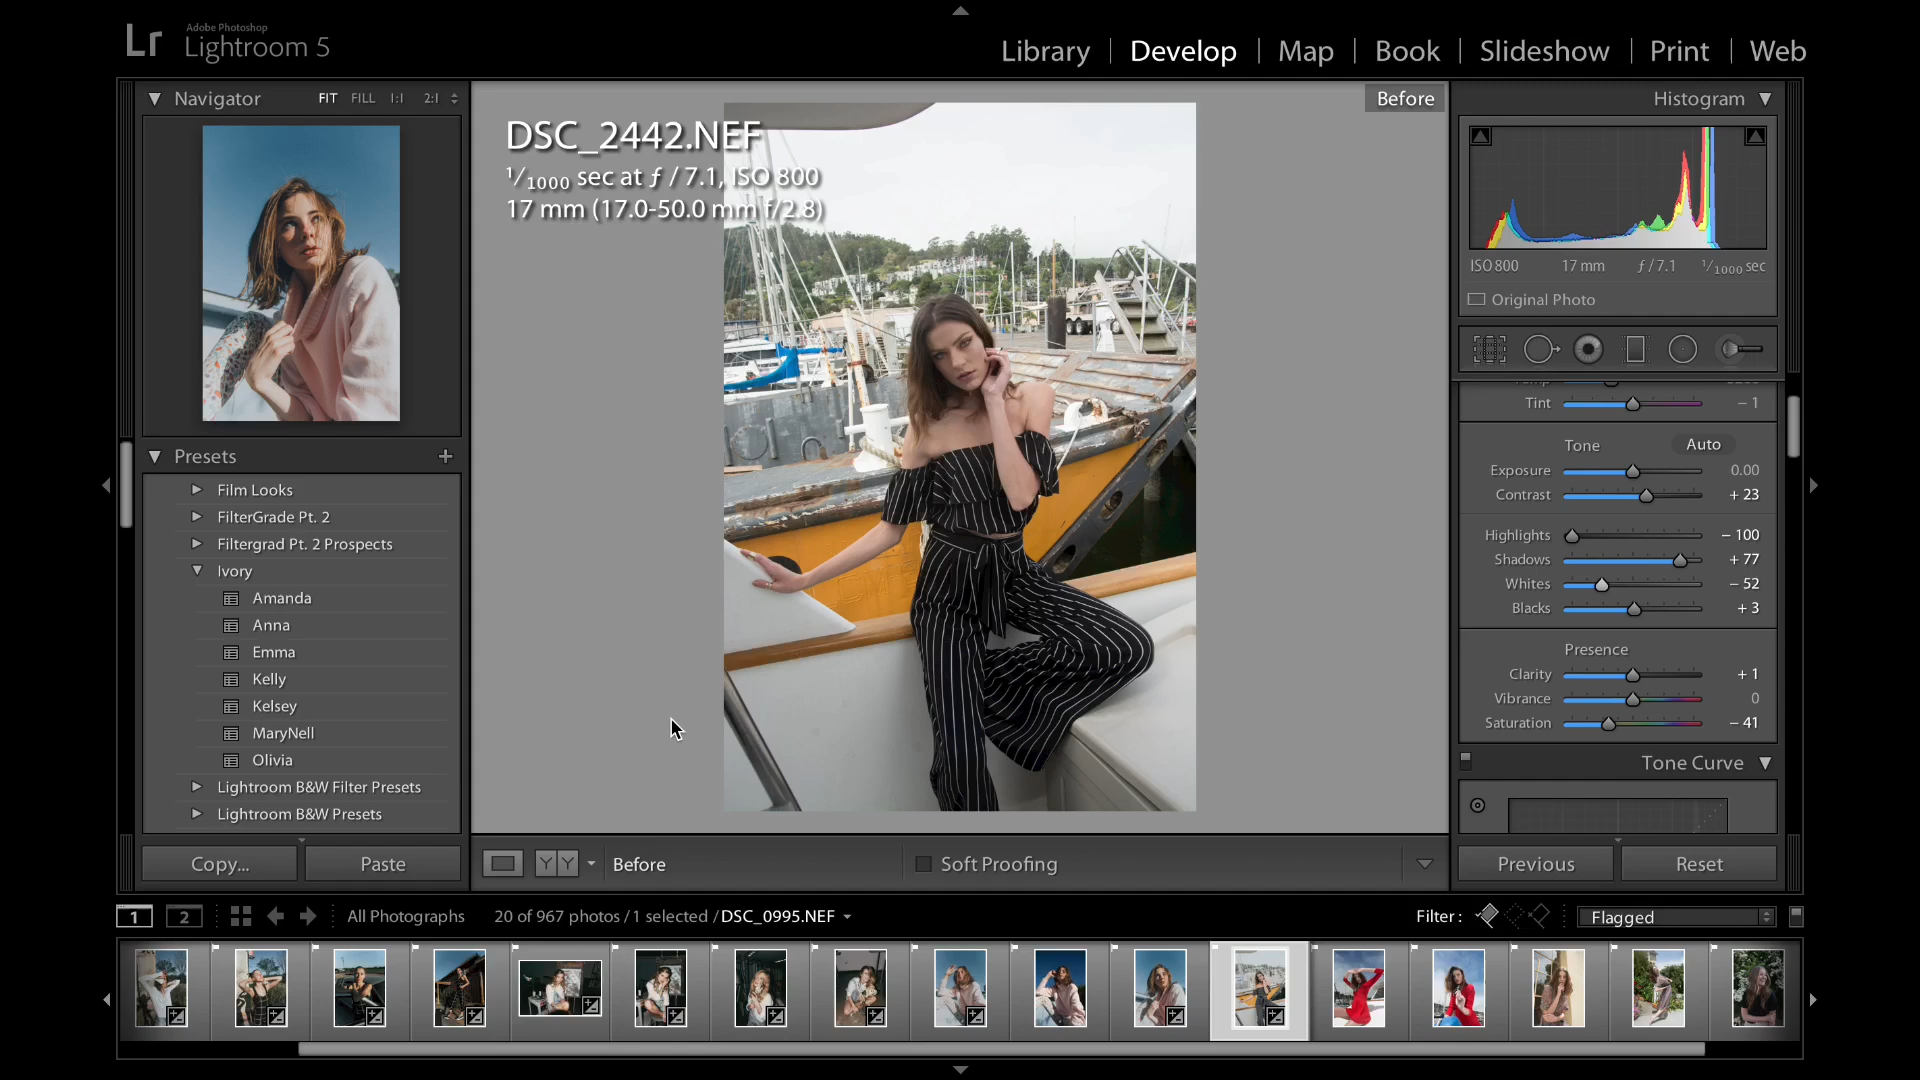 Lr
Adobe Photoshop
Lightroom 5
Library | Develop | Map | Book | Slideshow | Print | Web
Navigator FIT FILL 1:1 2:1
Presets +
Film Looks
FilterGrade Pt. 2
Filtergrad Pt. 2 Prospects
Ivory
Amanda
Anna
Emma
Kelly
Kelsey
MaryNell
Olivia
Lightroom B&W Filter Presets
Lightroom B&W Presets
Copy... Paste
Before
DSC_2442.NEF
1/1000 sec at ƒ / 7.1, ISO 800
17 mm (17.0-50.0 mm f/2.8)
YY Before Soft Proofing
Histogram
ISO 800 17 mm ƒ / 7.1 1/1000 sec
Original Photo
Tint – 1
Tone Auto
Exposure 0.00
Contrast + 23
Highlights – 100
Shadows + 77
Whites – 52
Blacks + 3
Presence
Clarity + 1
Vibrance 0
Saturation – 41
Tone Curve
Previous Reset
1 2 All Photographs 20 of 967 photos / 1 selected / DSC_0995.NEF Filter : Flagged